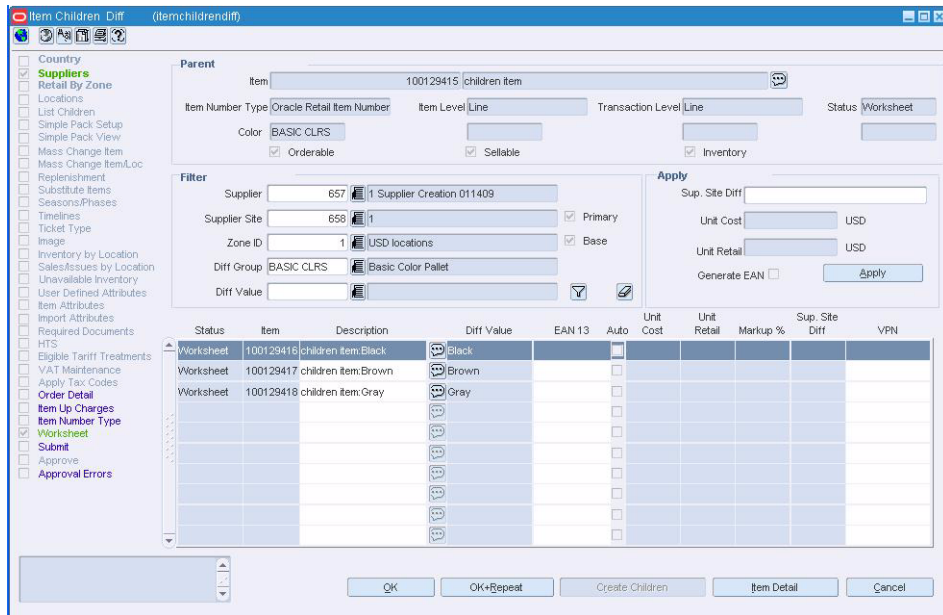 Item Children Diff (itemchildrendiff)
Country
Suppliers
Retail By Zone
Locations
List Children
Simple Pack Setup
Simple Pack View
Mass Change Item
Mass Change Item/Loc
Replenishment
Substitute Items
Seasons/Phases
Timelines
Ticket Type
Image
Inventory by Location
Sales/Issues by Location
Unavailable Inventory
User Defined Attributes
Item Attributes
Import Attributes
Required Documents
HTS
Eligible Tariff Treatments
VAT Maintenance
Apply Tax Codes
Order Detail
Item Up Charges
Item Number Type
Worksheet
Submit
Approve
Approval Errors
Parent
Item 100129415 children item
Item Number Type Oracle Retail Item Number Item Level Line Transaction Level Line Status Worksheet
Color BASIC CLRS
Orderable Sellable Inventory
Filter
Supplier 657 1 Supplier Creation 011409
Supplier Site 658 1 Primary
Zone ID 1 USD locations Base
Diff Group BASIC CLRS Basic Color Pallet
Diff Value
Apply
Sup. Site Diff
Unit Cost USD
Unit Retail USD
Generate EAN Apply
Status Item Description Diff Value EAN 13 Auto Unit Cost Unit Retail Markup % Sup. Site Diff VPN
Worksheet 100129416 children item:Black Black
Worksheet 100129417 children item:Brown Brown
Worksheet 100129418 children item:Gray Gray
OK OK+Repeat Create Children Item Detail Cancel